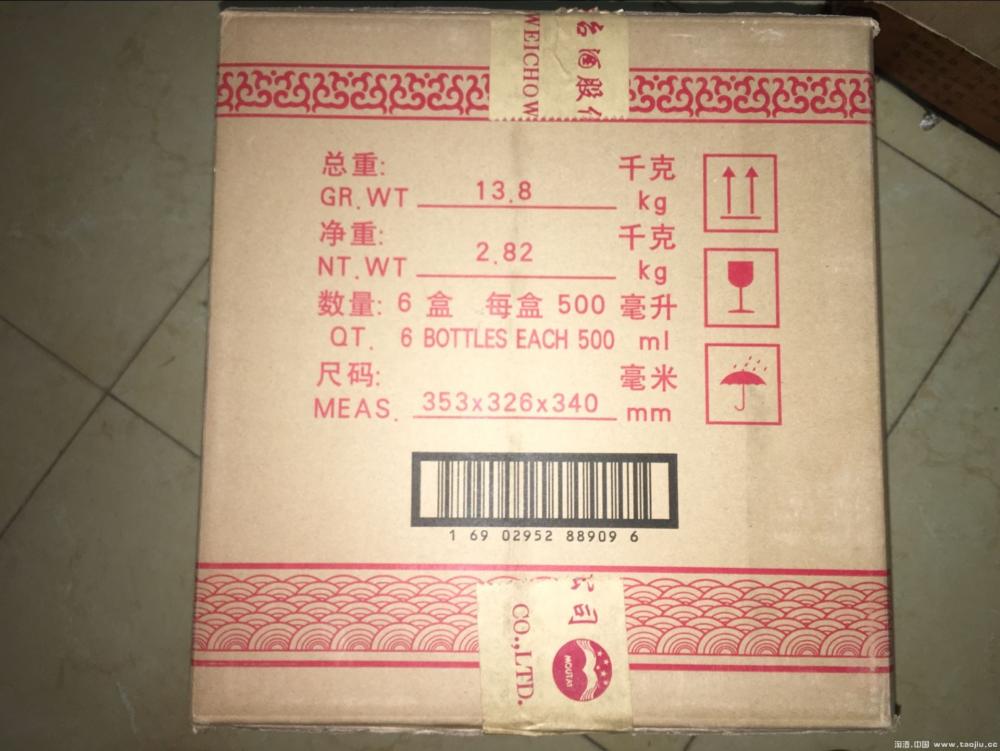 台酒股份
WEICHOW
总重: 千克
GR.WT 13.8 kg
净重: 千克
NT.WT 2.82 kg
数量: 6 盒 每盒 500 毫升
QT. 6 BOTTLES EACH 500 ml
尺码: 毫米
MEAS. 353x326x340 mm
1 69 02952 88909 6
公司
CO.,LTD.
MOUTAI
淘酒.中国 www.taojiu.cc